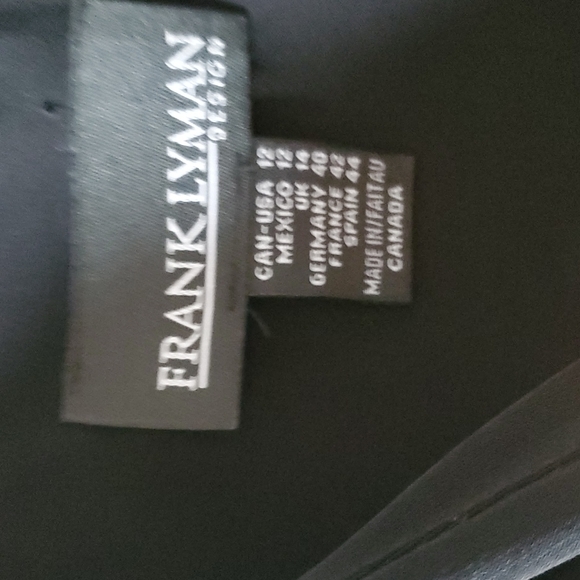 FRANK LYMAN
DESIGN
CAN-USA 12
MEXICO 12
UK 14
GERMANY 40
FRANCE 42
SPAIN 44
MADE IN/FAIT AU
CANADA